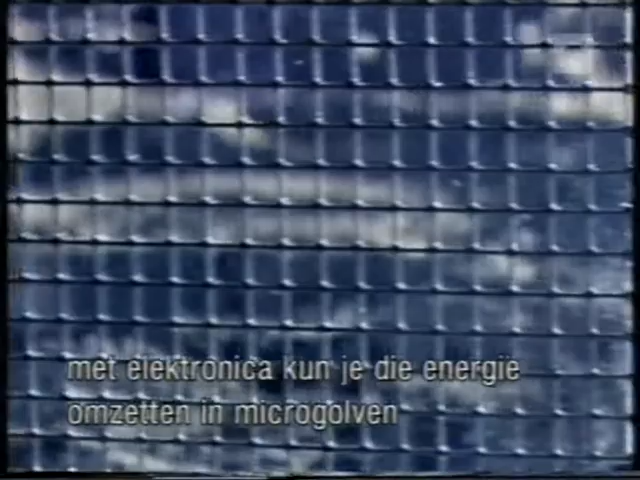 met elektronica kun je die energie
omzetten in microgolven